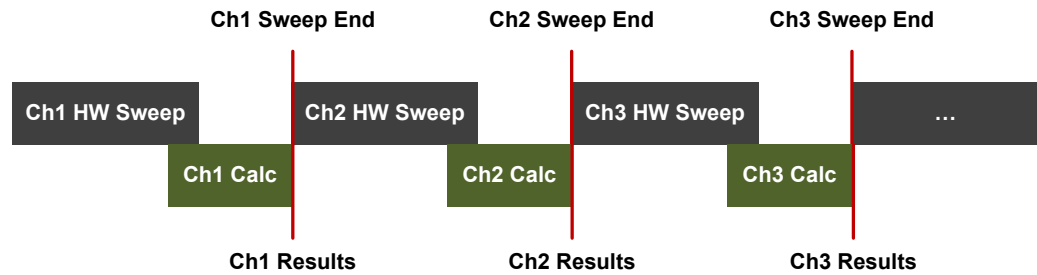 Ch1 Sweep End
Ch2 Sweep End
Ch3 Sweep End
Ch1 HW Sweep
Ch2 HW Sweep
Ch3 HW Sweep
...
Ch1 Calc
Ch2 Calc
Ch3 Calc
Ch1 Results
Ch2 Results
Ch3 Results